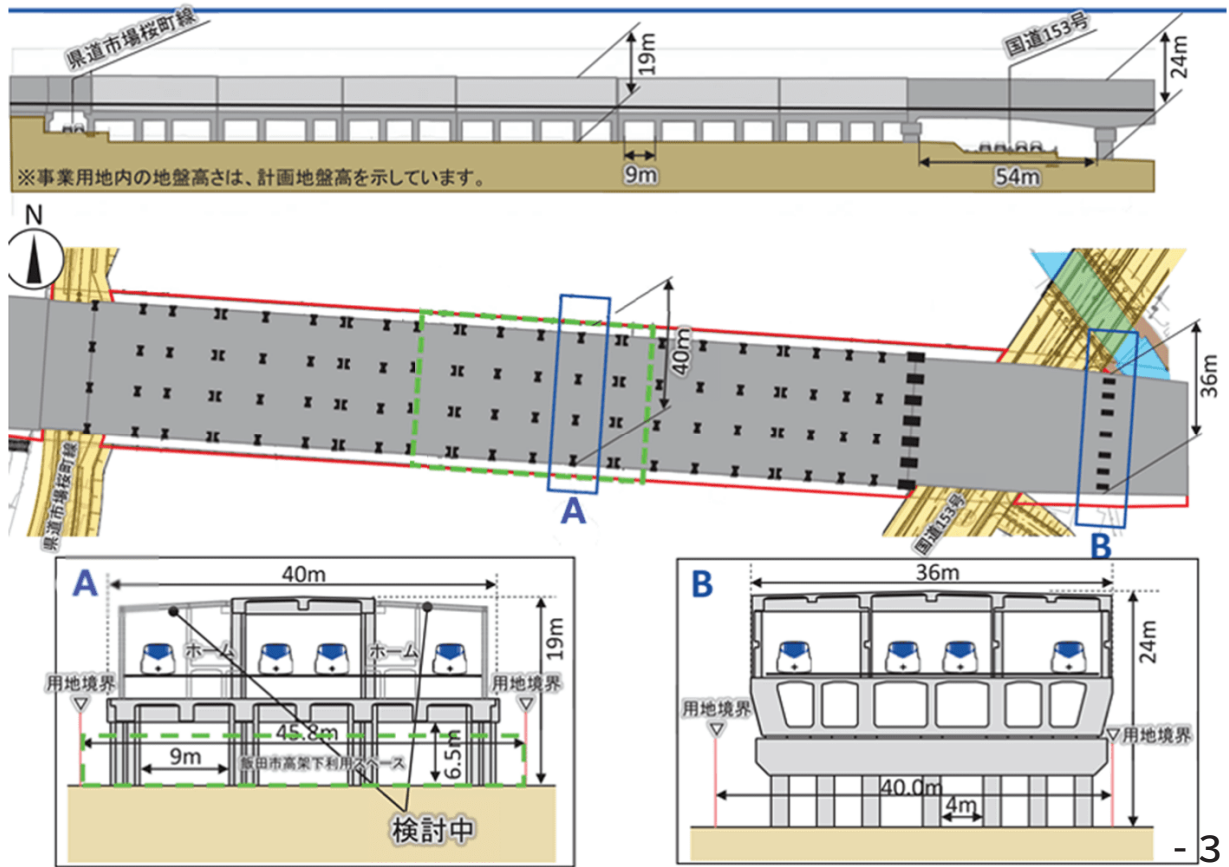 県道市場桜町線
国道153号
19m
24m
9m
54m
※事業用地内の地盤高さは、計画地盤高を示しています。
N
40m
36m
県道市場桜町線
国道153号
A
B
A
40m
19m
ホーム
ホーム
用地境界
用地境界
45.8m
9m
飯田市高架下利用スペース
6.5m
検討中
B
36m
24m
用地境界
用地境界
40.0m
4m
- 3